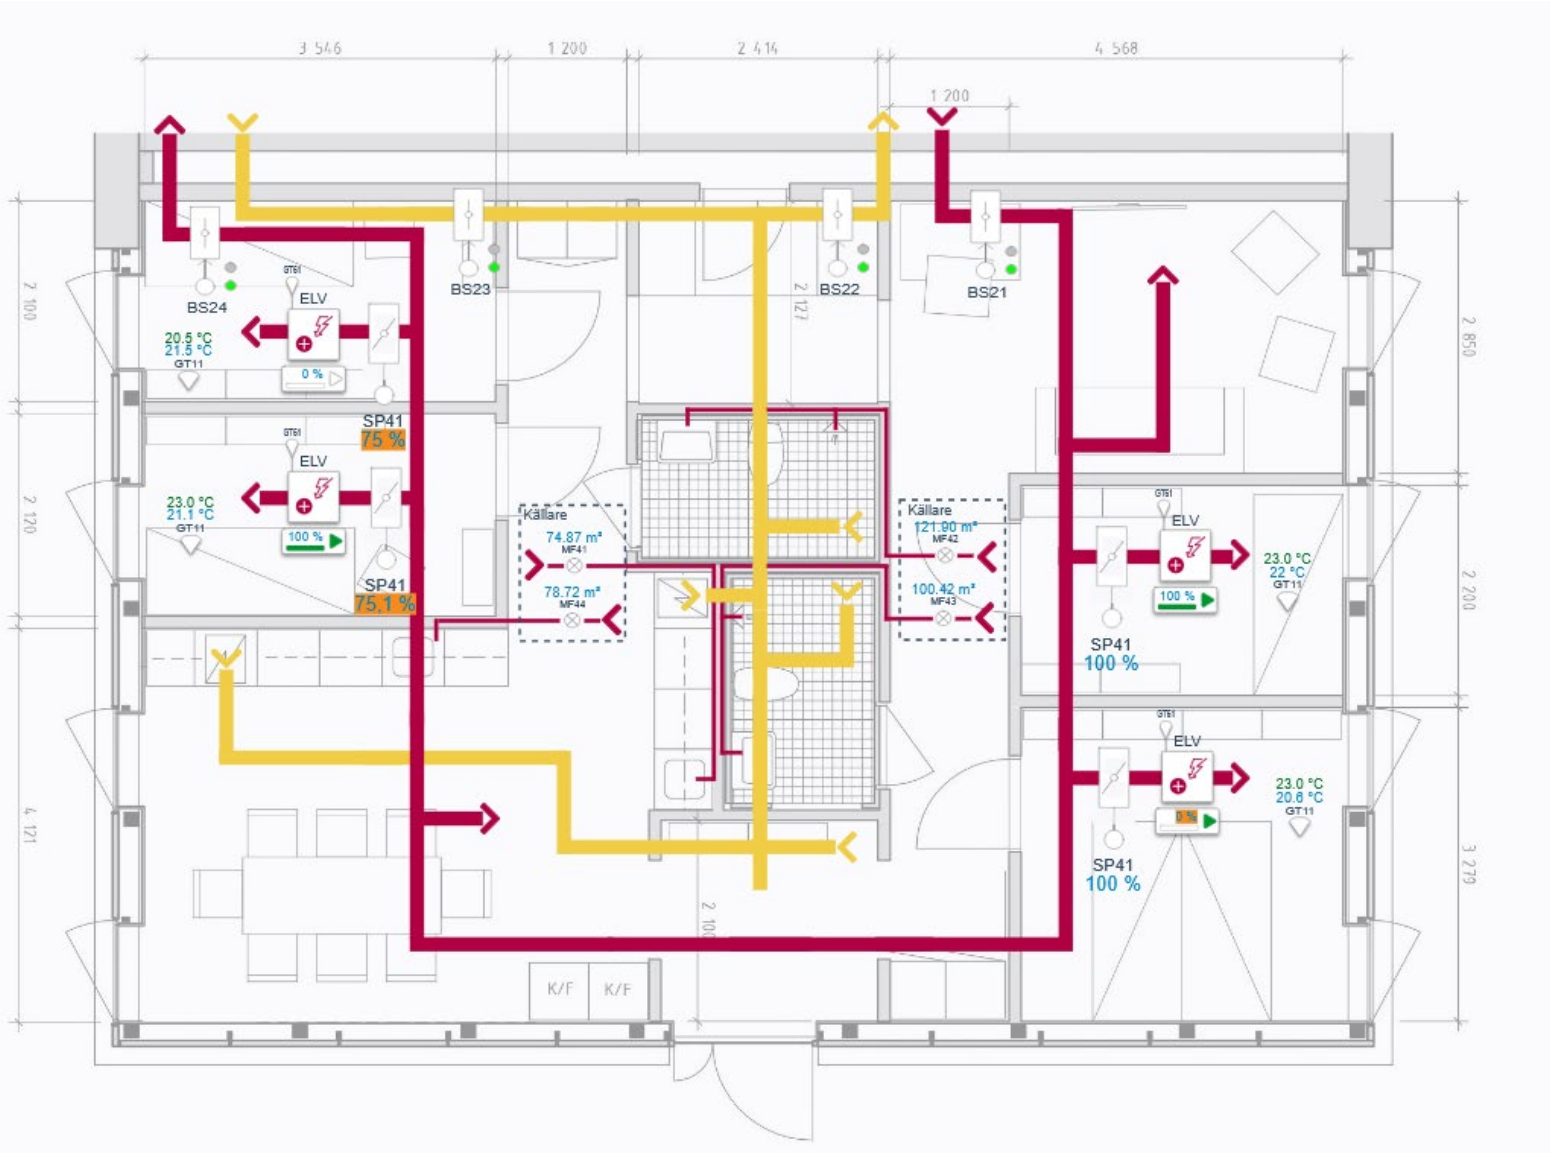 3 546
1 200
2 414
4 568
1 200
BS24
BS23
BS22
BS21
2 100
2 127
2 850
GT61
ELV
20.5 °C
21.5 °C
GT11
0 %
SP41
75 %
GT61
ELV
2 120
23.0 °C
21.1 °C
GT11
100 %
SP41
75,1 %
Källare
74.87 m³
MF41
78.72 m³
MF44
Källare
121.90 m³
MF42
100.42 m³
MF43
GT61
ELV
23.0 °C
22 °C
GT11
100 %
SP41
100 %
2 200
GT61
ELV
23.0 °C
20.6 °C
GT11
0 %
SP41
100 %
4 121
3 279
2 100
K/F
K/F